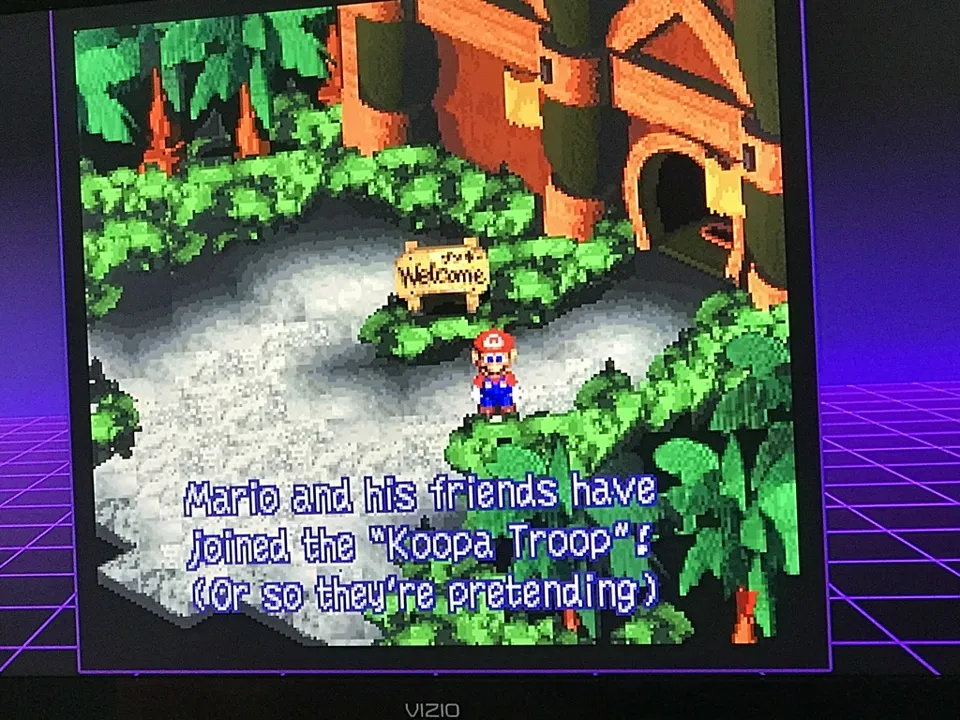 Welcome
Mario and his friends have
joined the “Koopa Troop”!
(Or so they’re pretending)
VIZIO